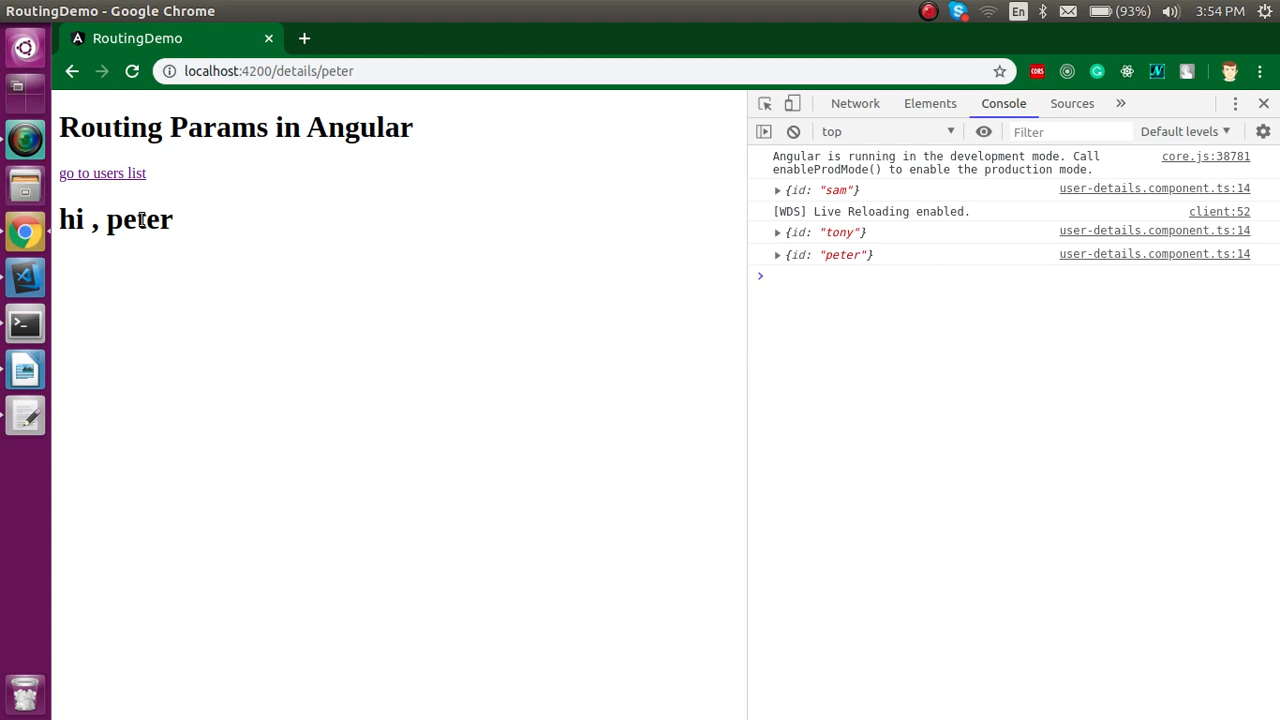 RoutingDemo - Google Chrome
En
(93%)
3:54 PM
RoutingDemo
localhost:4200/details/peter
CORS
Routing Params in Angular
go to users list
hi , peter
Network
Elements
Console
Sources
»
top
Filter
Default levels
Angular is running in the development mode. Call
enableProdMode() to enable the production mode.
core.js:38781
{id: "sam"}
user-details.component.ts:14
[WDS] Live Reloading enabled.
client:52
{id: "tony"}
user-details.component.ts:14
{id: "peter"}
user-details.component.ts:14